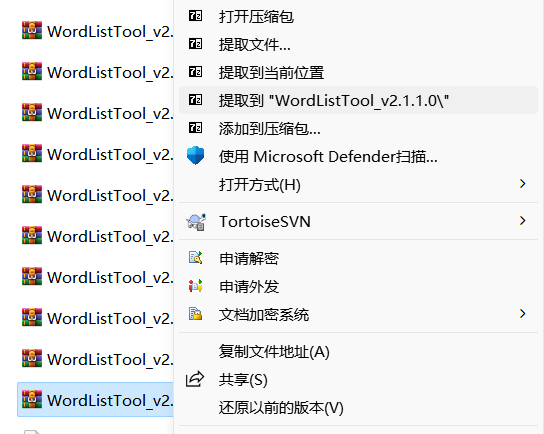 WordListTool_v2.
WordListTool_v2.
WordListTool_v2.
WordListTool_v2.
WordListTool_v2.
WordListTool_v2.
WordListTool_v2.
WordListTool_v2.
WordListTool_v2.
WordListTool_v2.
打开压缩包
提取文件...
提取到当前位置
提取到 "WordListTool_v2.1.1.0\"
添加到压缩包...
使用 Microsoft Defender扫描...
打开方式(H)
TortoiseSVN
申请解密
申请外发
文档加密系统
复制文件地址(A)
共享(S)
还原以前的版本(V)